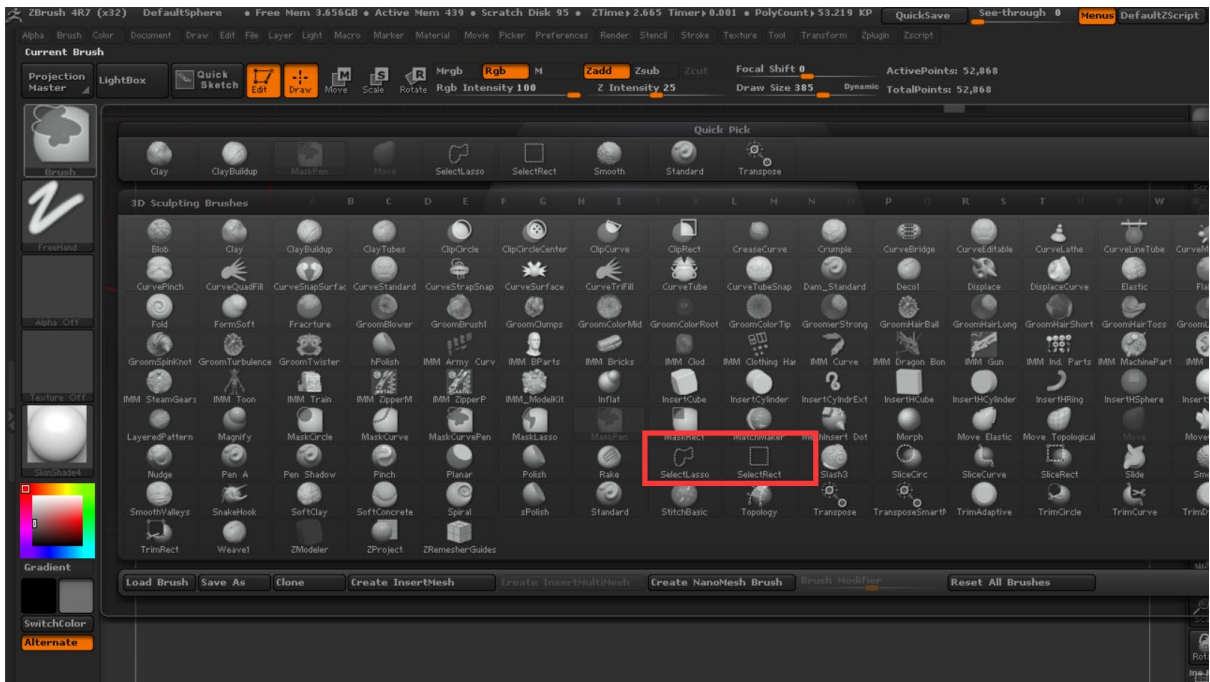 ZBrush 4R7 (x32) DefaultSphere • Free Mem 3.656GB • Active Mem 439 • Scratch Disk 95 • ZTime▸2.665 Timer▸0.001 • PolyCount▸53.219 KP QuickSave See-through 0 Menus DefaultZScript
Alpha Brush Color Document Draw Edit File Layer Light Macro Marker Material Movie Picker Preferences Render Stencil Stroke Texture Tool Transform Zplugin Zscript
Current Brush
Projection Master LightBox Quick Sketch Edit Draw Move Scale Rotate
Mrgb Rgb M Zadd Zsub Zcut Focal Shift 0 ActivePoints: 52,868
Rgb Intensity 100 Z Intensity 25 Draw Size 385 Dynamic TotalPoints: 52,868
Quick Pick
Brush
Clay ClayBuildup MaskPen Move SelectLasso SelectRect Smooth Standard Transpose
3D Sculpting Brushes A B C D E F G H I J K L M N O P Q R S T U V W
FreeHand
Blob Clay ClayBuildup ClayTubes ClipCircle ClipCircleCenter ClipCurve ClipRect CreaseCurve Crumple CurveBridge CurveEditable CurveLathe CurveLineTube CurveM
CurvePinch CurveQuadFill CurveSnapSurfac CurveStandard CurveStrapSnap CurveSurface CurveTriFill CurveTube CurveTubeSnap Dam_Standard Deco1 Displace DisplaceCurve Elastic Fla
Alpha Off
Fold FormSoft Fracrture GroomBlower GroomBrush1 GroomClumps GroomColorMid GroomColorRoot GroomColorTip GroomerStrong GroomHairBall GroomHairLong GroomHairShort GroomHairToss GroomL
GroomSpinKnot GroomTurbulence GroomTwister hPolish IMM Army Curv IMM BParts IMM Bricks IMM Clod IMM Clothing Har IMM Curve IMM Dragon Bon IMM Gun IMM Ind. Parts IMM MachinePart IMM
Texture Off
IMM SteamGears IMM Toon IMM Train IMM ZipperM IMM ZipperP IMM_ModelKit Inflat InsertCube InsertCylinder InsertCylndrExt InsertHCube InsertHCylinder InsertHRing InsertHSphere InsertS
LayeredPattern Magnify MaskCircle MaskCurve MaskCurvePen MaskLasso MaskPen MaskRect MatchMaker MeshInsert Dot Morph Move Elastic Move Topological Move Move
SkinShade4
Nudge Pen A Pen Shadow Pinch Planar Polish Rake SelectLasso SelectRect Slash3 SliceCirc SliceCurve SliceRect Slide Smo
SmoothValleys SnakeHook SoftClay SoftConcrete Spiral sPolish Standard StitchBasic Topology Transpose TransposeSmartM TrimAdaptive TrimCircle TrimCurve TrimD
TrimRect Weave1 ZModeler ZProject ZRemesherGuides
Gradient
Load Brush Save As Clone Create InsertMesh Create InsertMultiMesh Create NanoMesh Brush Brush Modifier Reset All Brushes
SwitchColor
Alternate
Rot